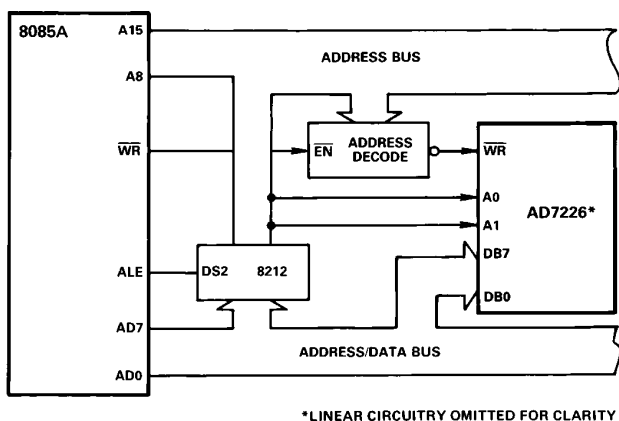 8085A
A15
ADDRESS BUS
A8
WR
EN
ADDRESS
DECODE
WR
A0
A1
AD7226*
DB7
ALE
DS2
8212
DB0
AD7
ADDRESS/DATA BUS
AD0
*LINEAR CIRCUITRY OMITTED FOR CLARITY